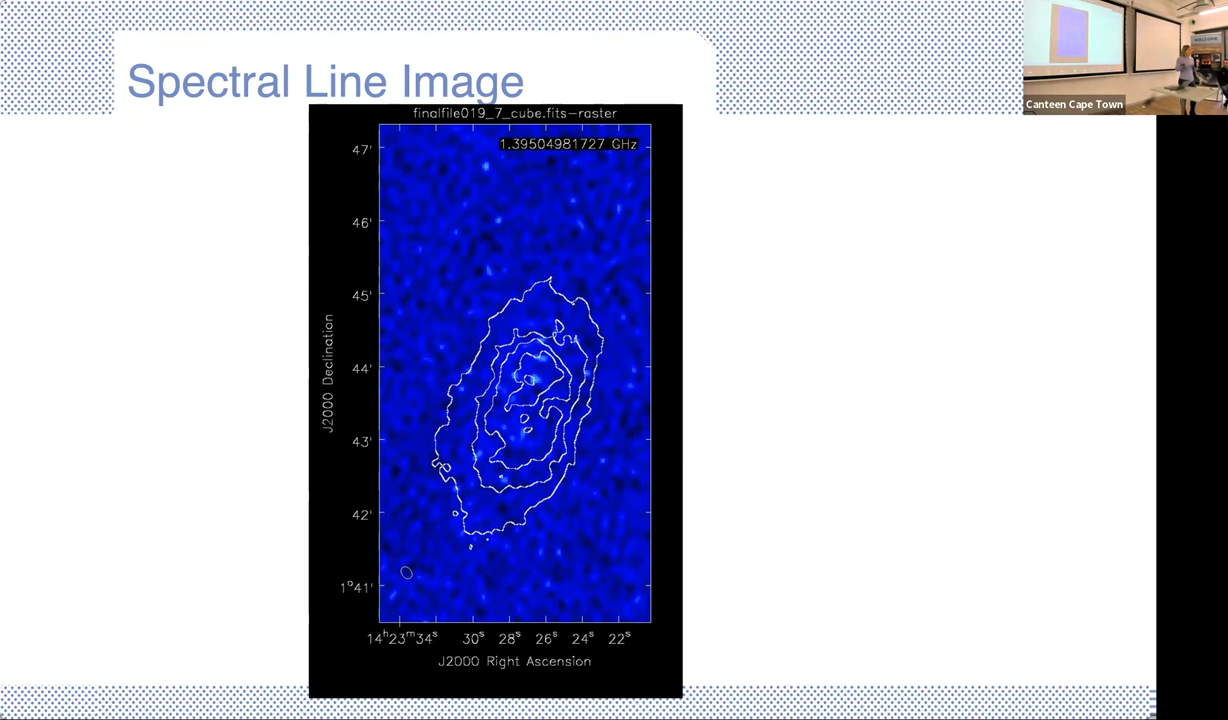 Spectral Line Image
Canteen Cape Town
WELCOME
finalfile019_7_cube.fits-raster
1.39504981727 GHz
47'
46'
45'
44'
43'
42'
1°41'
J2000 Declination
14ʰ23ᵐ34ˢ 30ˢ 28ˢ 26ˢ 24ˢ 22ˢ
J2000 Right Ascension